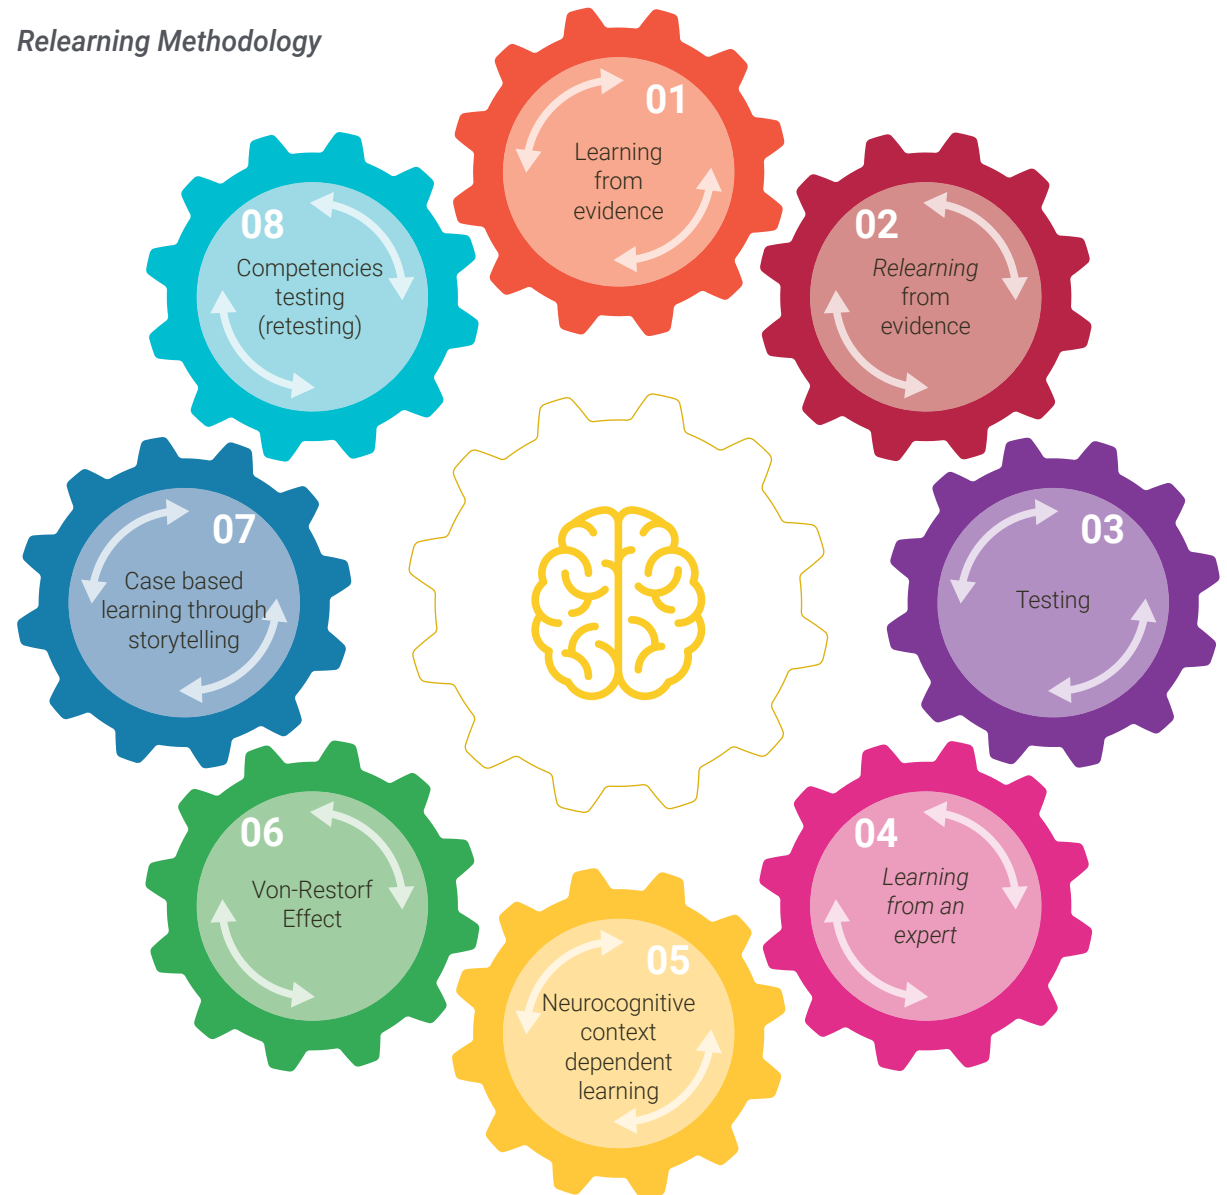 Relearning Methodology
01
Learning
from
evidence
02
Relearning
from
evidence
03
Testing
04
Learning
from an
expert
05
Neurocognitive
context
dependent
learning
06
Von-Restorf
Effect
07
Case based
learning through
storytelling
08
Competencies
testing
(retesting)